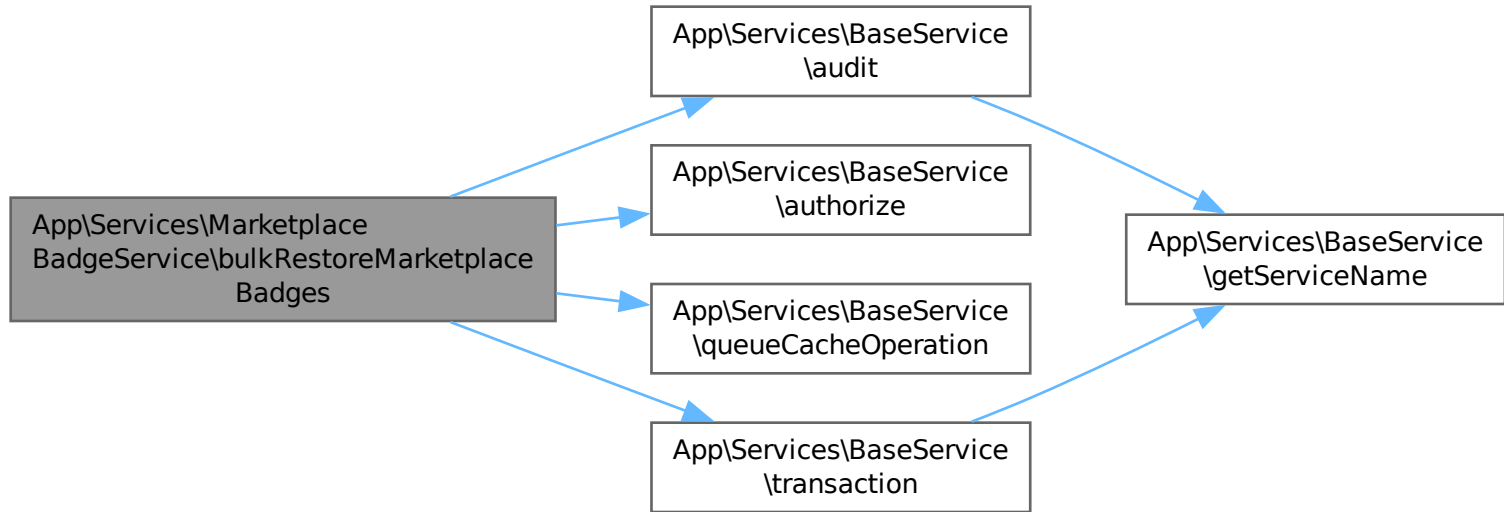 App\Services\Marketplace
BadgeService\bulkRestoreMarketplace
Badges
App\Services\BaseService
\audit
App\Services\BaseService
\authorize
App\Services\BaseService
\queueCacheOperation
App\Services\BaseService
\transaction
App\Services\BaseService
\getServiceName